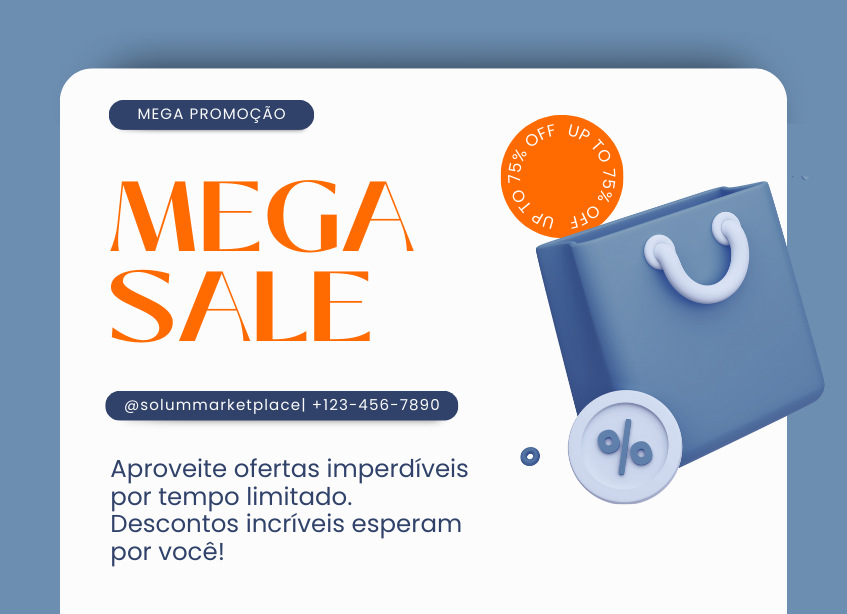 MEGA PROMOÇÃO
UP TO 75% OFF UP TO 75% OFF
MEGA
SALE
@solummarketplace| +123-456-7890
%
Aproveite ofertas imperdíveis
por tempo limitado.
Descontos incríveis esperam
por você!